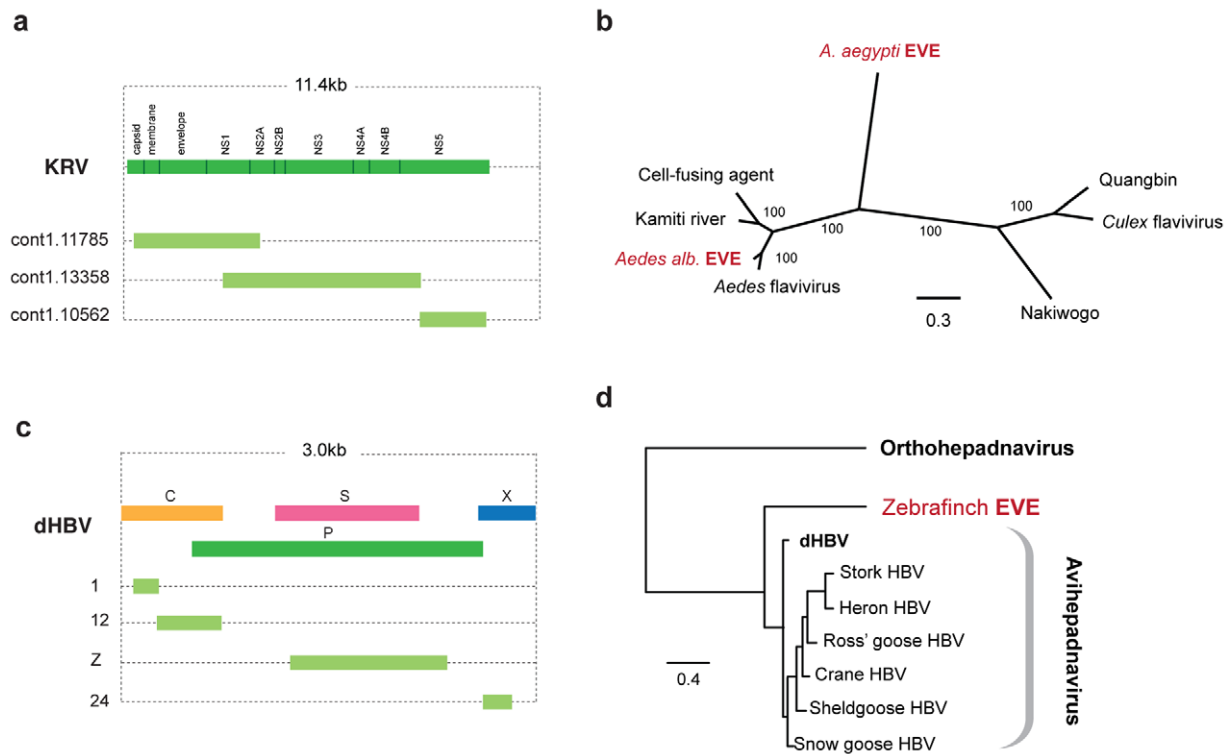 a
11.4kb
capsid
membrane
envelope
NS1
NS2A
NS2B
NS3
NS4A
NS4B
NS5
KRV
cont1.11785
cont1.13358
cont1.10562
b
A. aegypti EVE
Cell-fusing agent
Kamiti river
Aedes alb. EVE
Aedes flavivirus
100
100
100
100
100
Quangbin
Culex flavivirus
Nakiwogo
0.3
c
3.0kb
C
S
X
P
dHBV
1
12
Z
24
d
Orthohepadnavirus
Zebrafinch EVE
dHBV
Stork HBV
Heron HBV
Ross' goose HBV
Crane HBV
Sheldgoose HBV
Snow goose HBV
Avihepadnavirus
0.4